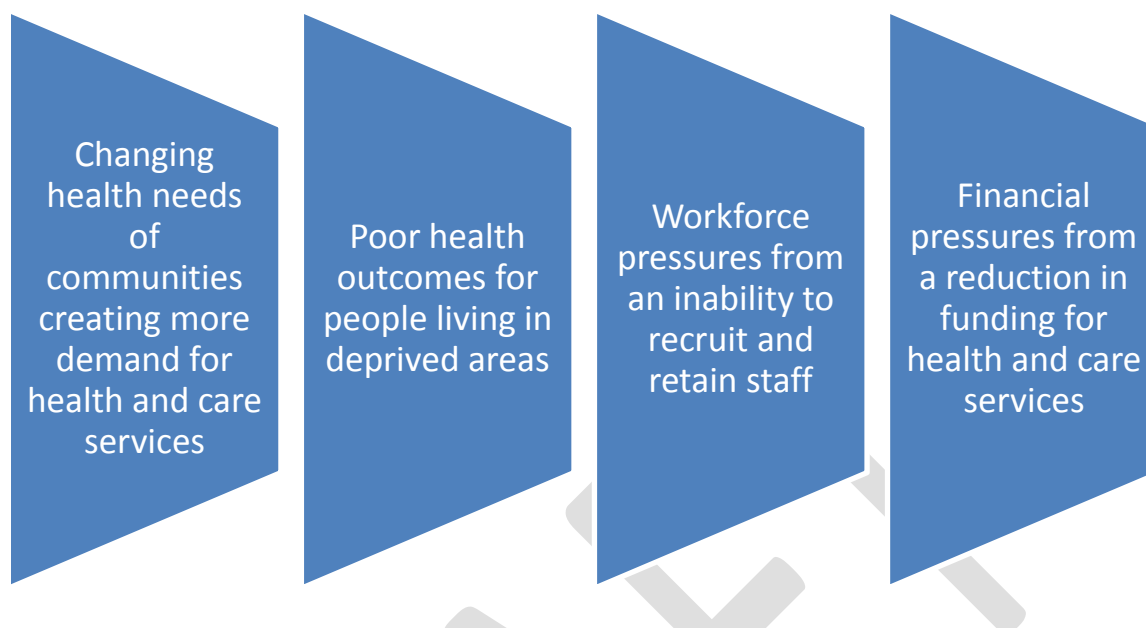 Changing
health needs
of
communities
creating more
demand for
health and care
services
Poor health
outcomes for
people living in
deprived areas
Workforce
pressures from
an inability to
recruit and
retain staff
Financial
pressures from
a reduction in
funding for
health and care
services